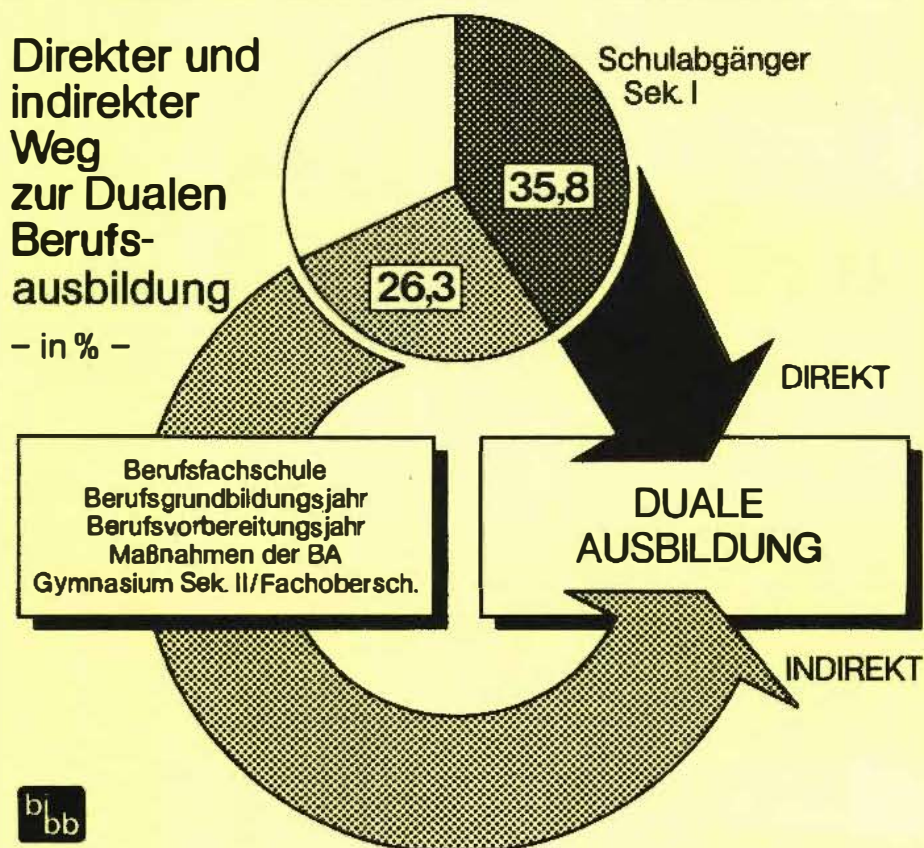 Direkter und
indirekter
Weg
zur Dualen
Berufs-
ausbildung
– in % –
Schulabgänger
Sek. I
35,8
26,3
DIREKT
Berufsfachschule
Berufsgrundbildungsjahr
Berufsvorbereitungsjahr
Maßnahmen der BA
Gymnasium Sek. II/Fachobersch.
DUALE
AUSBILDUNG
INDIREKT
bi
bb